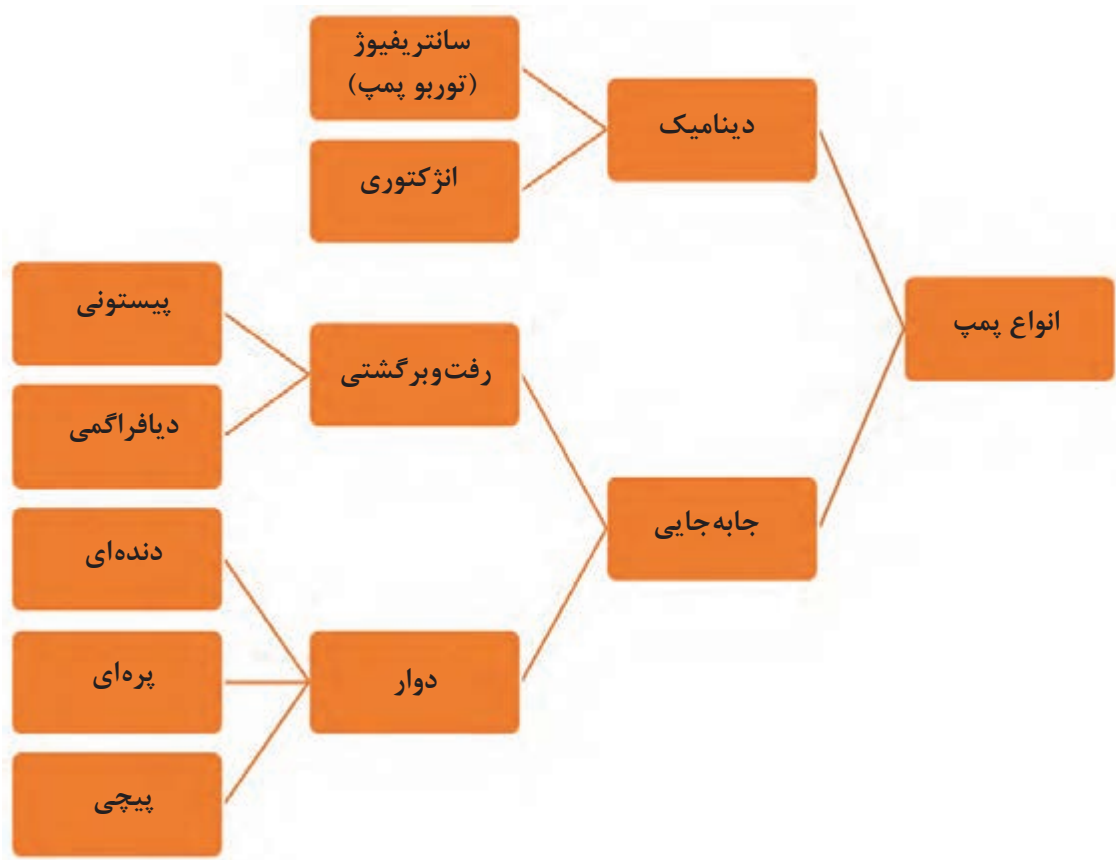 انواع پمپ
دینامیک
سانتریفیوژ
(توربو پمپ)
انژکتوری
جابه‌جایی
رفت‌وبرگشتی
پیستونی
دیافراگمی
دوار
دنده‌ای
پره‌ای
پیچی